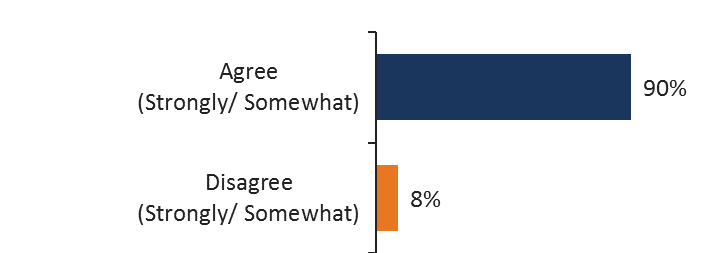 Agree
(Strongly/ Somewhat)
90%
Disagree
(Strongly/ Somewhat)
8%